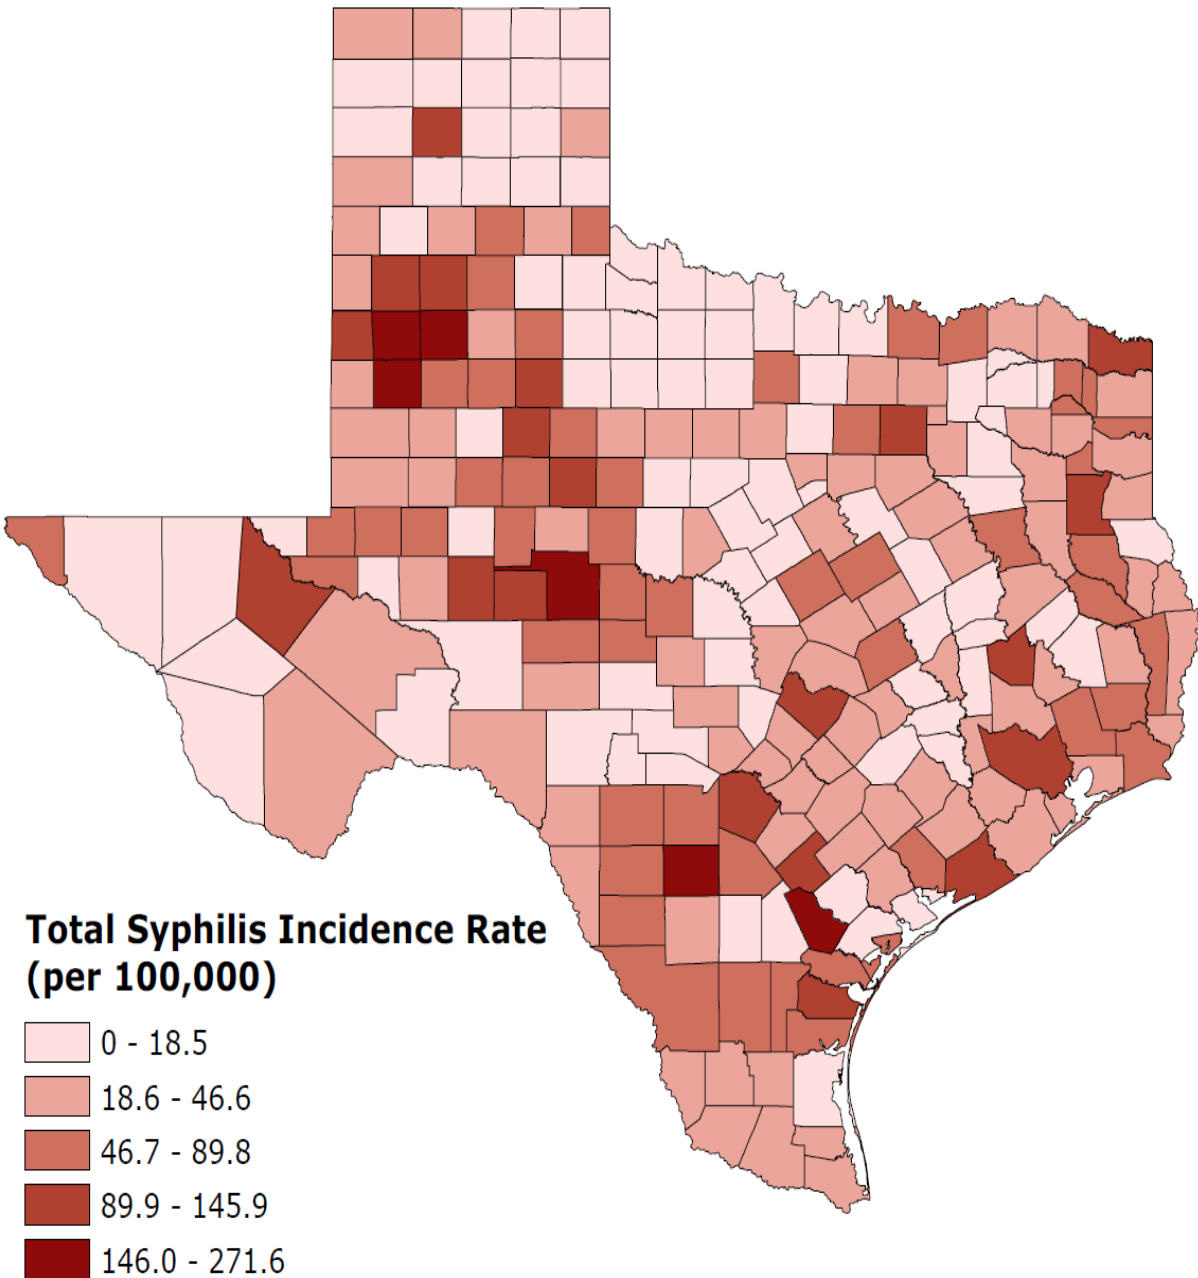 Total Syphilis Incidence Rate
(per 100,000)
0 - 18.5
18.6 - 46.6
46.7 - 89.8
89.9 - 145.9
146.0 - 271.6